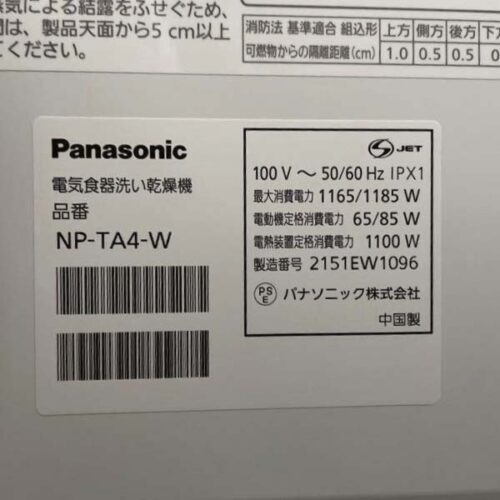 蒸気による結露をふせぐため、
は、製品天面から5 cm以上
ください。
消防法 基準適合 組込形 上方 側方 後方 下方
可燃物からの隔離距離(cm) 1.0 0.5 0.5 0
Panasonic
電気食器洗い乾燥機
品番
NP-TA4-W
JET
100 V ～ 50/60 Hz IPX1
最大消費電力 1165/1185 W
電動機定格消費電力 65/85 W
電熱装置定格消費電力 1100 W
製造番号 2151EW1096
PSE パナソニック株式会社
中国製